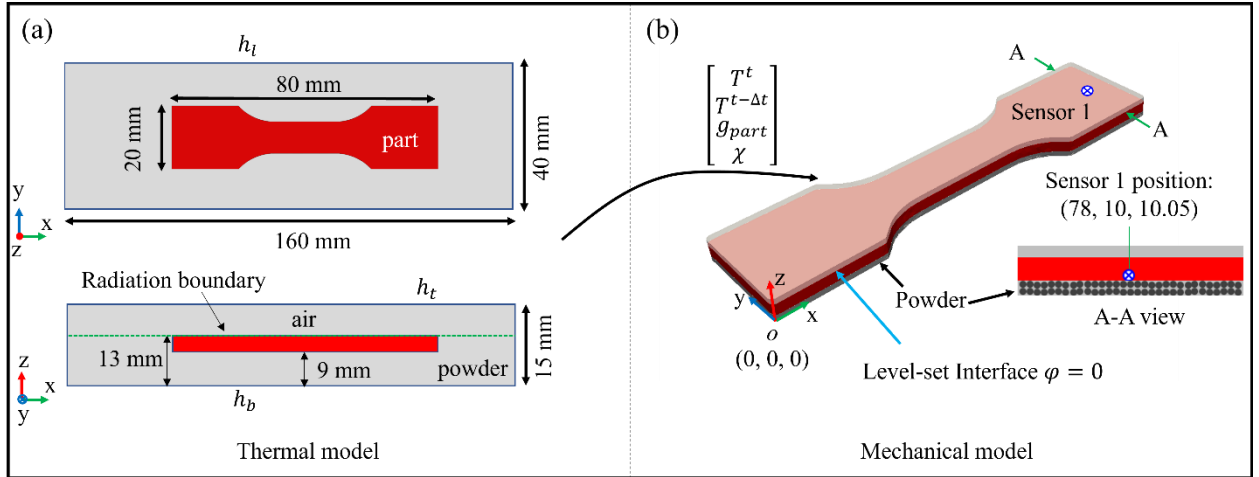 (a)
h_l
80 mm
part
20 mm
40 mm
y
z
x
160 mm
Radiation boundary
h_t
air
13 mm
9 mm
powder
15 mm
z
y
x
h_b
Thermal model
(b)
T^t
T^{t−Δt}
g_{part}
χ
A
Sensor 1
A
Sensor 1 position:
(78, 10, 10.05)
z
y
x
o
(0, 0, 0)
Powder
A-A view
Level-set Interface φ = 0
Mechanical model